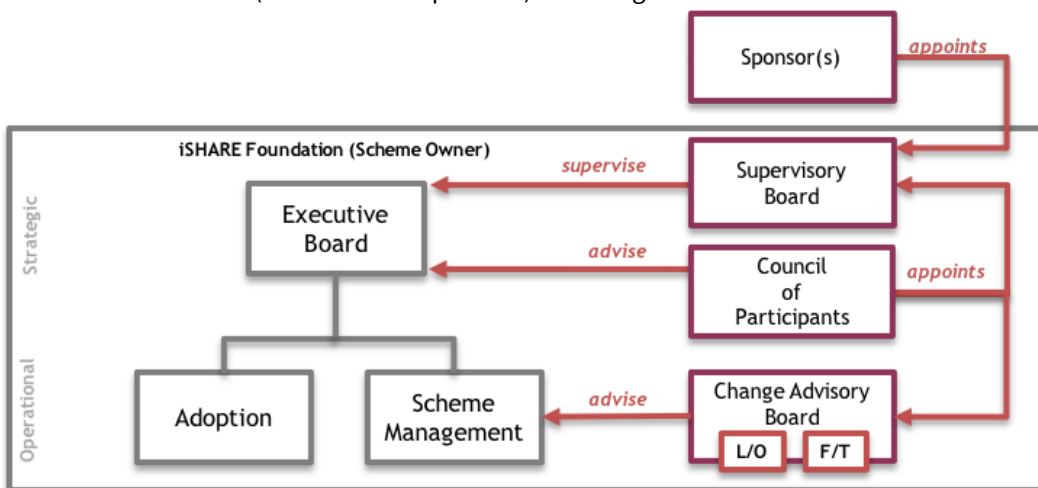 Sponsor(s)
appoints
iSHARE Foundation (Scheme Owner)
Strategic
Executive
Board
supervise
Supervisory
Board
advise
Council
of
Participants
appoints
Operational
Adoption
Scheme
Management
advise
Change Advisory
Board
L/O
F/T